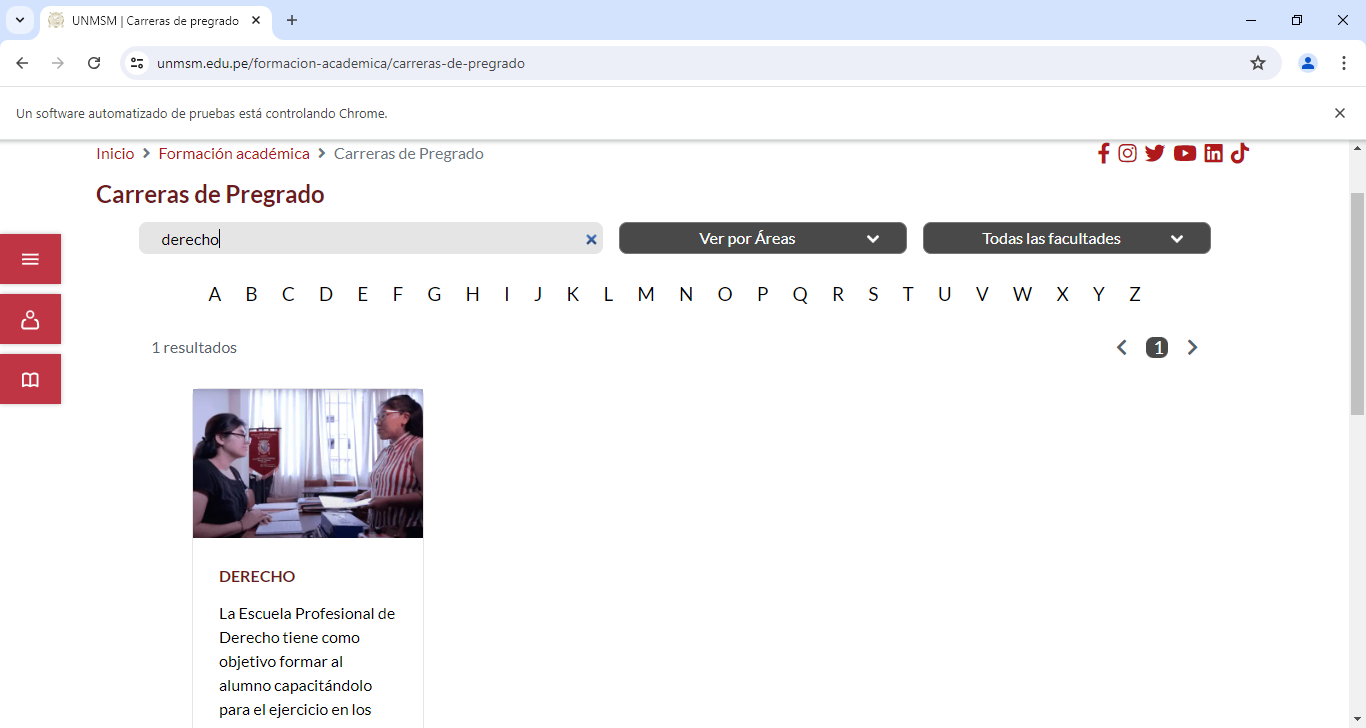 UNMSM | Carreras de pregrado
unmsm.edu.pe/formacion-academica/carreras-de-pregrado
Un software automatizado de pruebas está controlando Chrome.
Inicio > Formación académica > Carreras de Pregrado
Carreras de Pregrado
derecho
Ver por Áreas
Todas las facultades
A B C D E F G H I J K L M N O P Q R S T U V W X Y Z
1 resultados
1
DERECHO
La Escuela Profesional de
Derecho tiene como
objetivo formar al
alumno capacitándolo
para el ejercicio en los